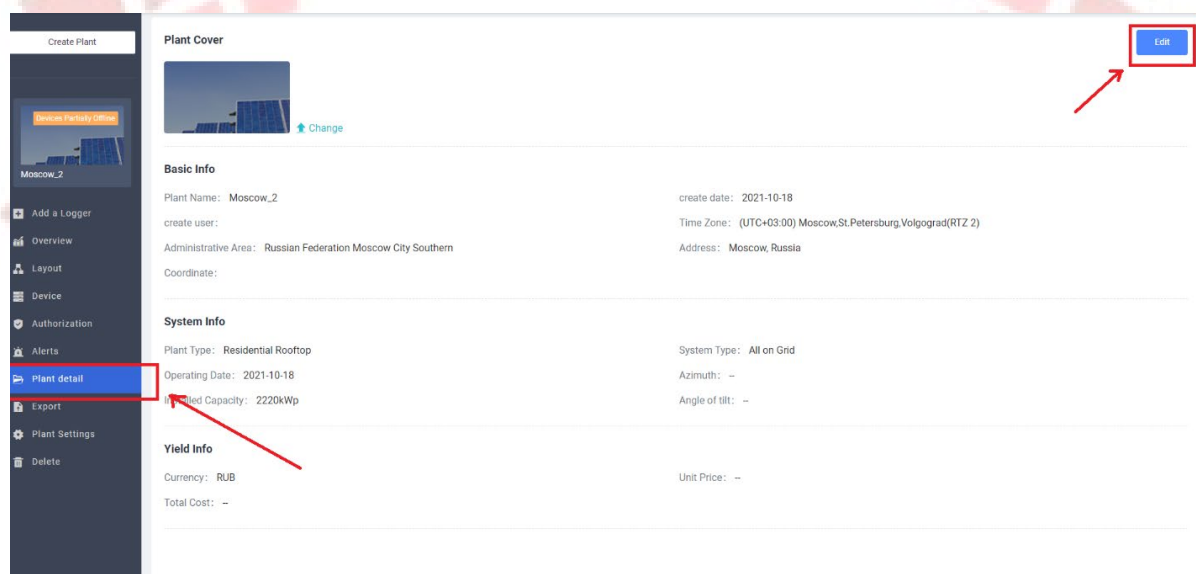 Create Plant
Devices Partially Offline
Moscow_2
Add a Logger
Overview
Layout
Device
Authorization
Alerts
Plant detail
Export
Plant Settings
Delete
Plant Cover
Edit
Change
Basic Info
Plant Name: Moscow_2
create date: 2021-10-18
create user:
Time Zone: (UTC+03:00) Moscow,St.Petersburg,Volgograd(RTZ 2)
Administrative Area: Russian Federation Moscow City Southern
Address: Moscow, Russia
Coordinate:
System Info
Plant Type: Residential Rooftop
System Type: All on Grid
Operating Date: 2021-10-18
Azimuth: --
Installed Capacity: 2220kWp
Angle of tilt: --
Yield Info
Currency: RUB
Unit Price: --
Total Cost: --